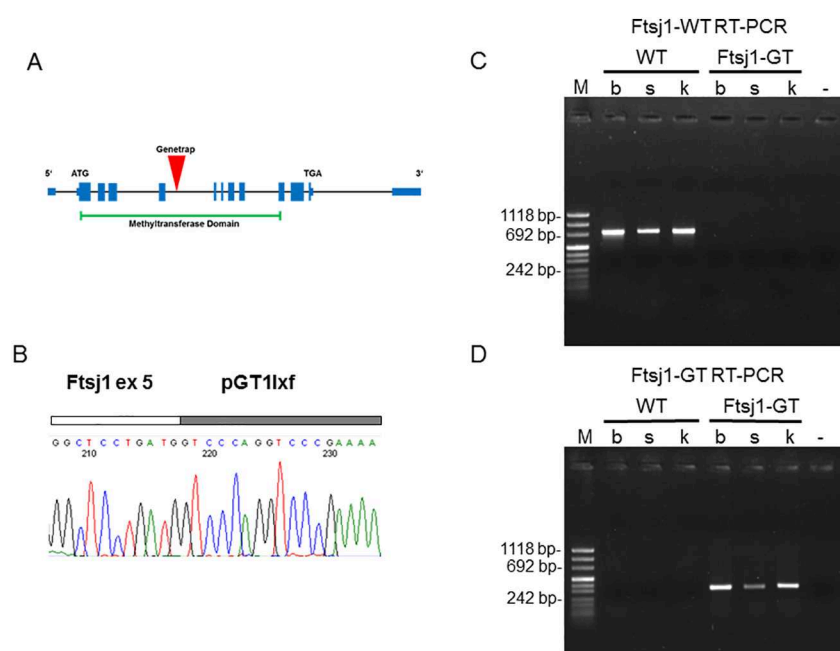 A
Genetrap
5' ATG TGA 3'
Methyltransferase Domain
B
Ftsj1 ex 5 pGT1lxf
G G C T C C T G A T G G T C C C A G G T C C C G A A A A
210 220 230
C
Ftsj1-WT RT-PCR
WT Ftsj1-GT
M b s k b s k -
1118 bp-
692 bp-
242 bp-
D
Ftsj1-GT RT-PCR
WT Ftsj1-GT
M b s k b s k -
1118 bp-
692 bp-
242 bp-